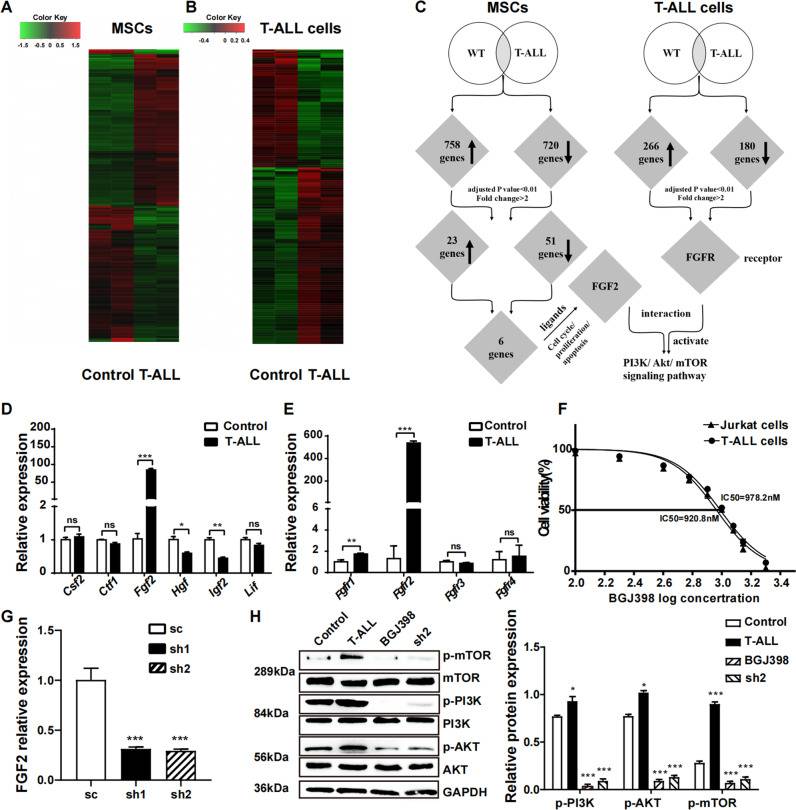 A
Color Key
-1.5 0 1.5
MSCs
Control T-ALL
B
Color Key
-0.4 0 0.2 0.4
T-ALL cells
Control T-ALL
C
MSCs
T-ALL cells
WT
T-ALL
WT
T-ALL
758
genes
720
genes
266
genes
180
genes
adjusted P value<0.01
Fold change>2
adjusted P value<0.01
Fold change>2
23
genes
51
genes
6
genes
ligands
Cell cycle/
proliferation/
apoptosis
FGF2
FGFR
receptor
interaction
activate
PI3K/ Akt/ mTOR
signaling pathway
D
Relative expression
Control
T-ALL
100
75
50
25
2
1
0
ns
ns
***
*
**
ns
Csf2
Ctf1
Fgf2
Hgf
Igf2
Lif
E
Relative expression
Control
T-ALL
600
400
200
6
4
2
0
**
***
ns
ns
Fgfr1
Fgfr2
Fgfr3
Fgfr4
F
Cell viability(%)
Jurkat cells
T-ALL cells
100
50
0
IC50=978.2nM
IC50=920.8nM
2.0 2.2 2.4 2.6 2.8 3.0 3.2 3.4
BGJ398 log concertration
G
FGF2 relative expression
sc
sh1
sh2
1.5
1.0
0.5
0.0
***
***
sc
sh1
sh2
H
Control
T-ALL
BGJ398
sh2
289kDa
84kDa
56kDa
36kDa
p-mTOR
mTOR
p-PI3K
PI3K
p-AKT
AKT
GAPDH
Relative protein expression
Control
T-ALL
BGJ398
sh2
1.5
1.0
0.5
0.0
*
***
***
*
***
***
***
***
***
p-PI3K
p-AKT
p-mTOR